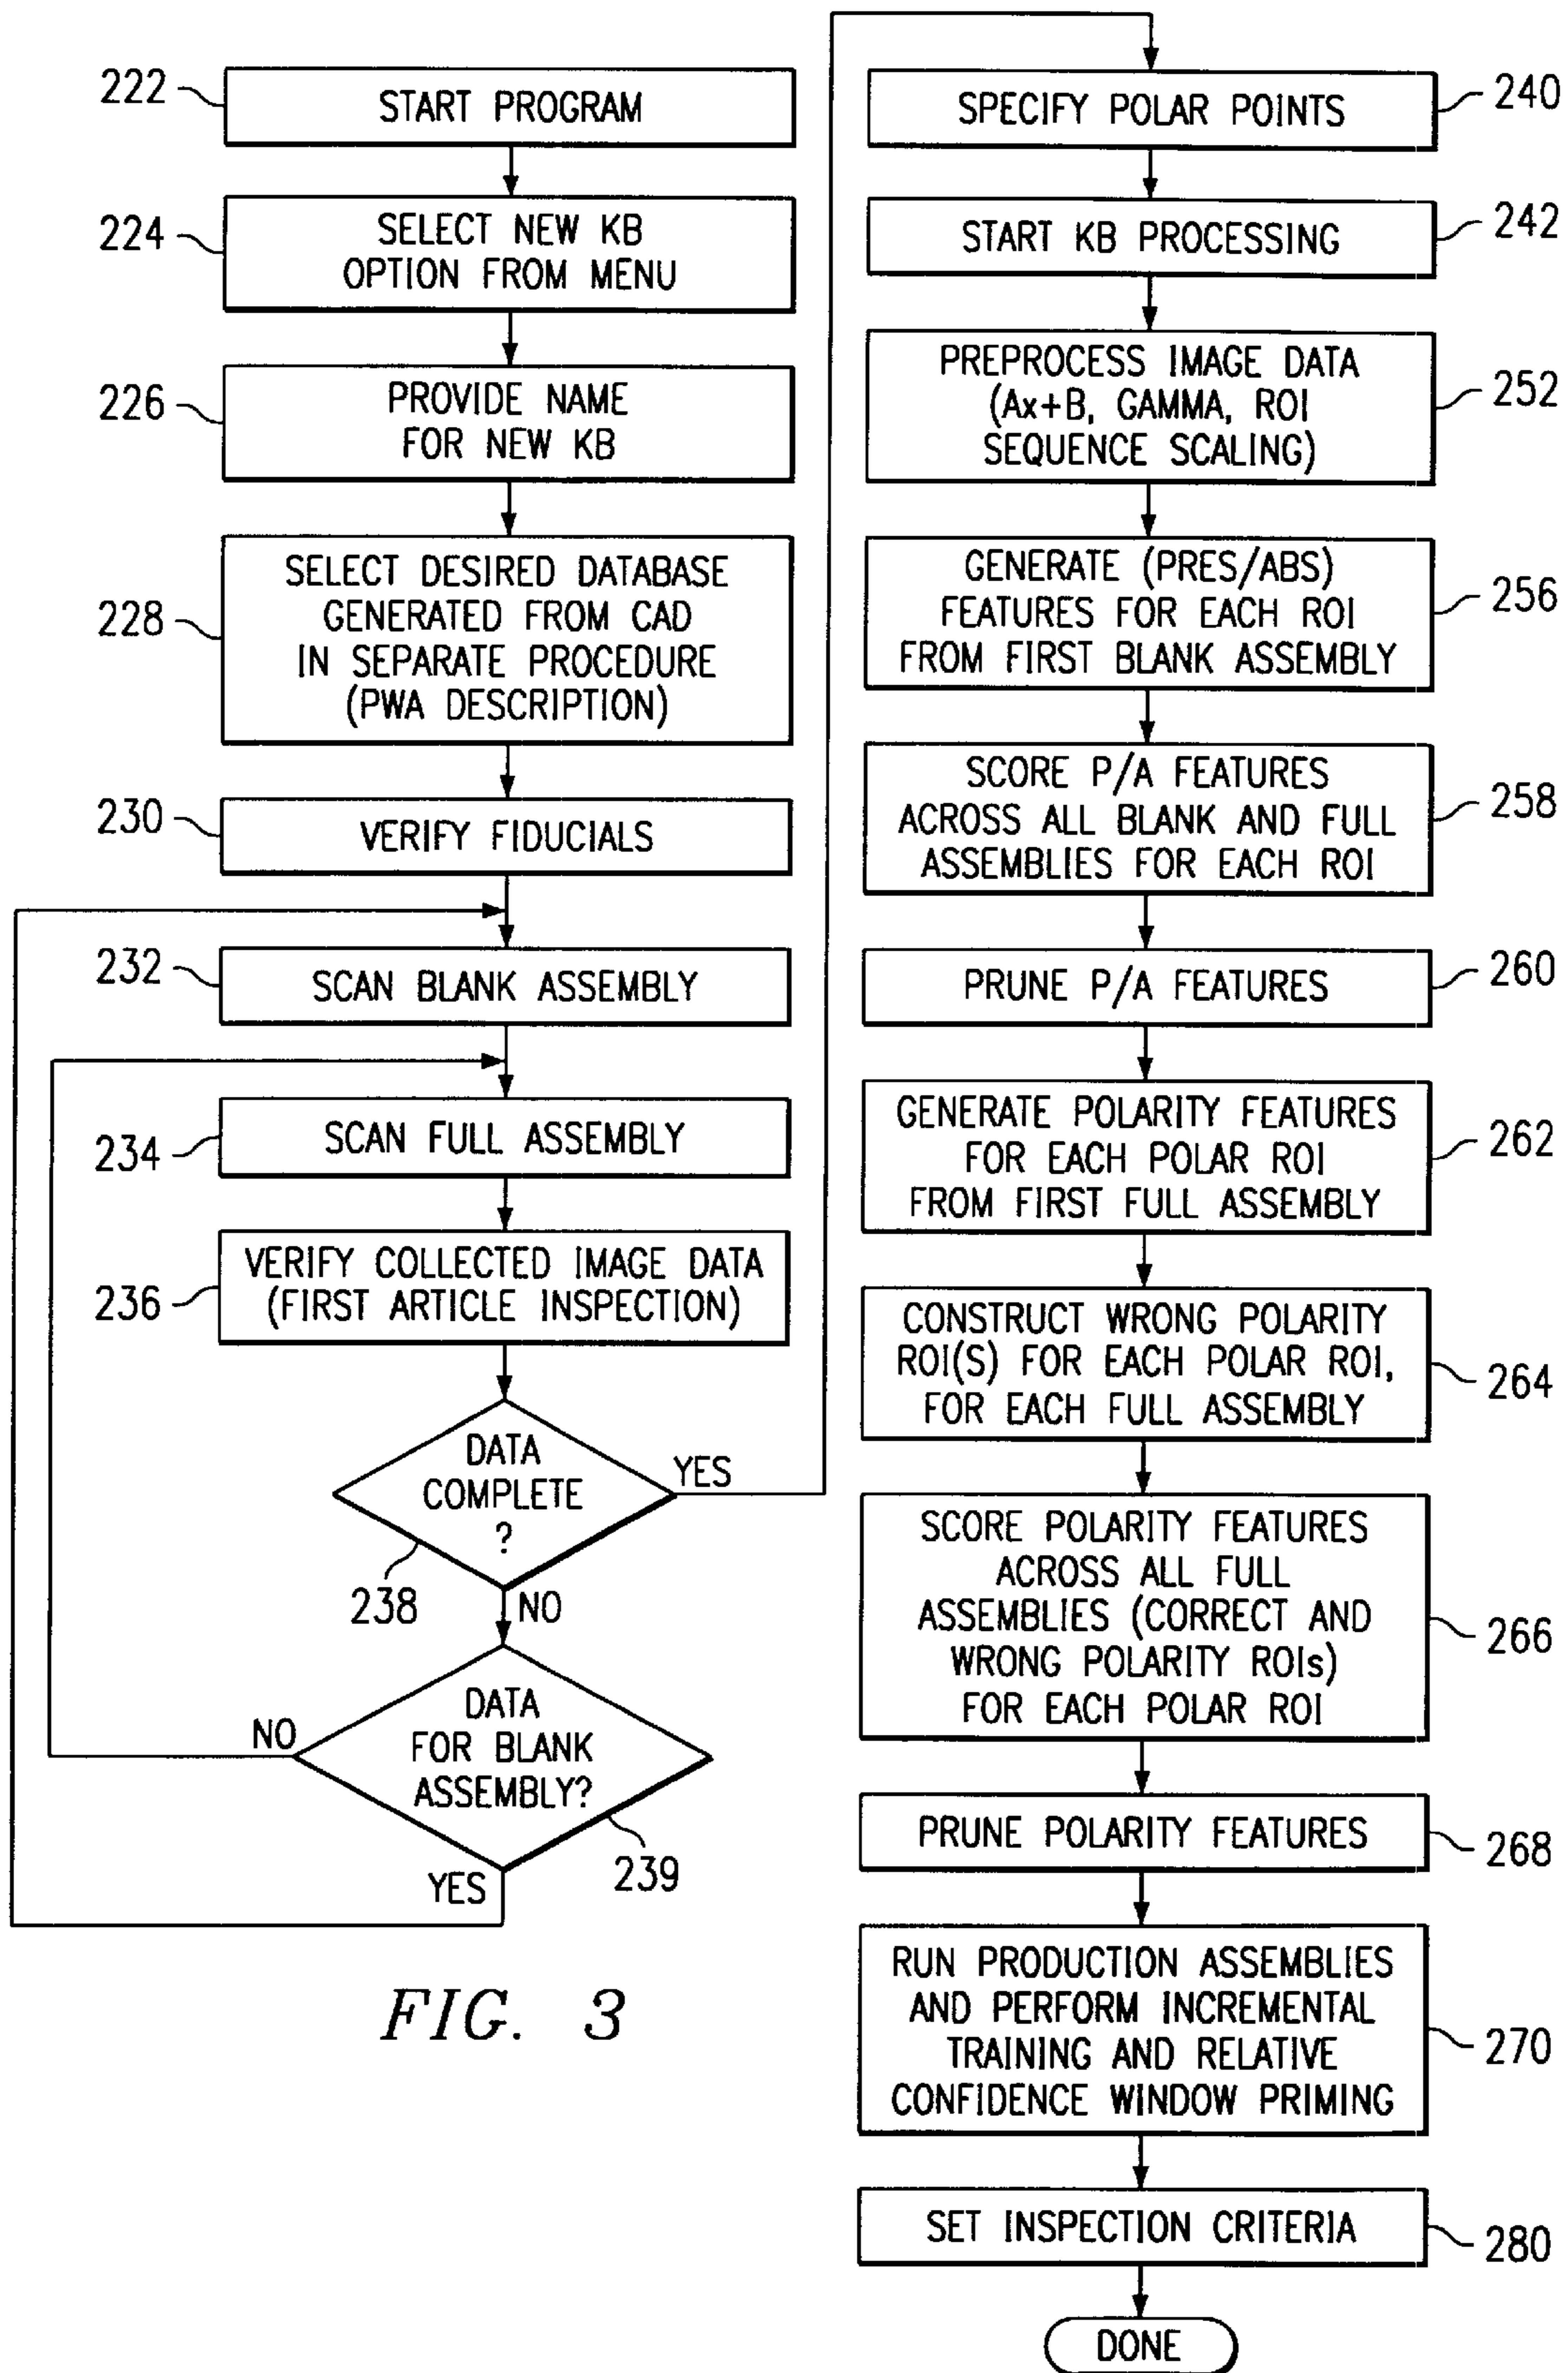 222
START PROGRAM
224
SELECT NEW KB
OPTION FROM MENU
226
PROVIDE NAME
FOR NEW KB
228
SELECT DESIRED DATABASE
GENERATED FROM CAD
IN SEPARATE PROCEDURE
(PWA DESCRIPTION)
230
VERIFY FIDUCIALS
232
SCAN BLANK ASSEMBLY
234
SCAN FULL ASSEMBLY
236
VERIFY COLLECTED IMAGE DATA
(FIRST ARTICLE INSPECTION)
DATA
COMPLETE
?
YES
238
NO
DATA
FOR BLANK
ASSEMBLY?
NO
239
YES
FIG. 3
SPECIFY POLAR POINTS
240
START KB PROCESSING
242
PREPROCESS IMAGE DATA
(Ax+B, GAMMA, ROI
SEQUENCE SCALING)
252
GENERATE (PRES/ABS)
FEATURES FOR EACH ROI
FROM FIRST BLANK ASSEMBLY
256
SCORE P/A FEATURES
ACROSS ALL BLANK AND FULL
ASSEMBLIES FOR EACH ROI
258
PRUNE P/A FEATURES
260
GENERATE POLARITY FEATURES
FOR EACH POLAR ROI
FROM FIRST FULL ASSEMBLY
262
CONSTRUCT WRONG POLARITY
ROI(S) FOR EACH POLAR ROI,
FOR EACH FULL ASSEMBLY
264
SCORE POLARITY FEATURES
ACROSS ALL FULL
ASSEMBLIES (CORRECT AND
WRONG POLARITY ROIs)
FOR EACH POLAR ROI
266
PRUNE POLARITY FEATURES
268
RUN PRODUCTION ASSEMBLIES
AND PERFORM INCREMENTAL
TRAINING AND RELATIVE
CONFIDENCE WINDOW PRIMING
270
SET INSPECTION CRITERIA
280
DONE